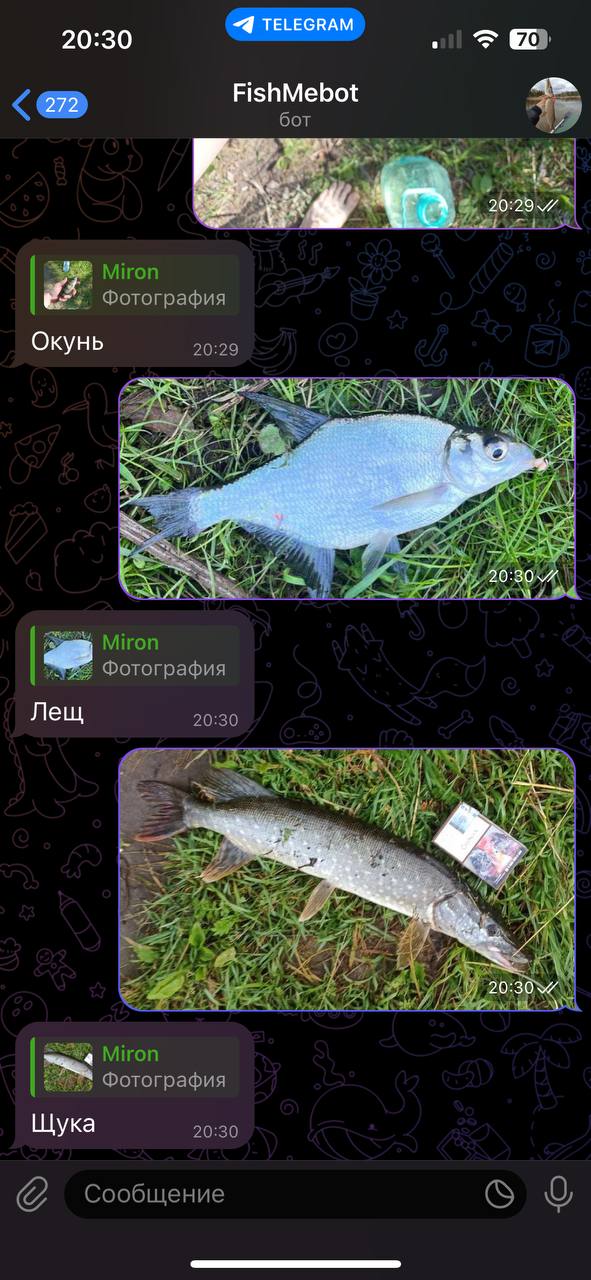 20:30
TELEGRAM
70
272
FishMebot
бот
20:29
Miron
Фотография
Окунь
20:29
20:30
Miron
Фотография
Лещ
20:30
20:30
Miron
Фотография
Щука
20:30
Сообщение